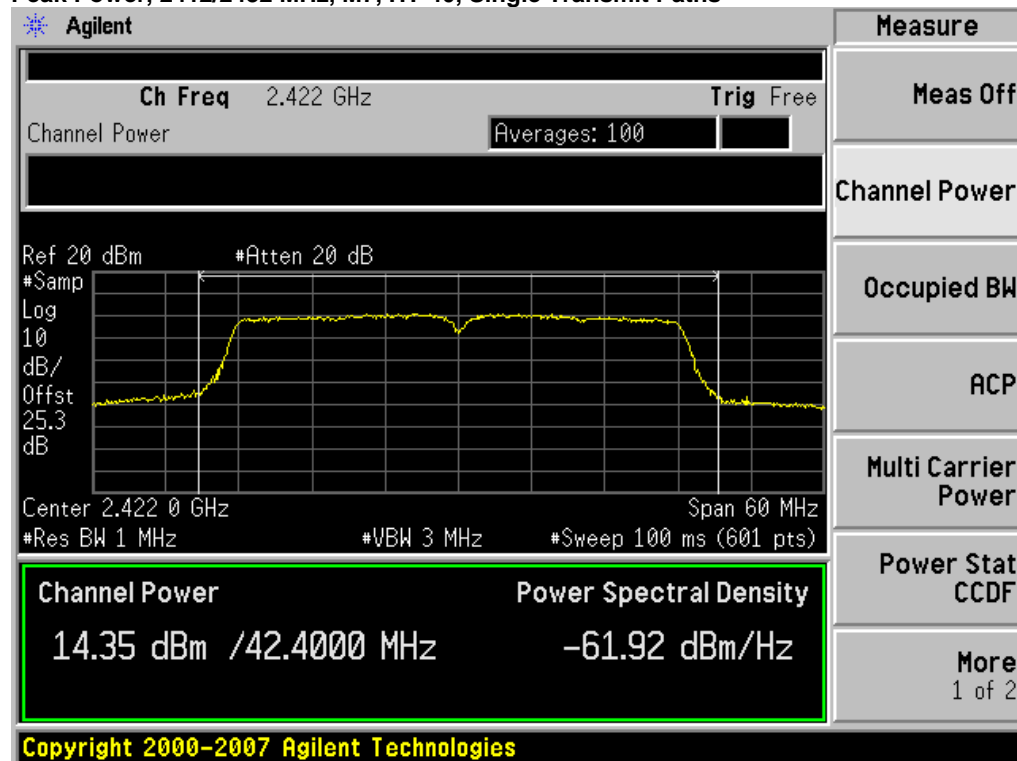 Agilent
Measure
Ch Freq 2.422 GHz Trig Free
Channel Power Averages: 100
Ref 20 dBm #Atten 20 dB
#Samp
Log
10
dB/
Offst
25.3
dB
Center 2.422 0 GHz Span 60 MHz
#Res BW 1 MHz #VBW 3 MHz #Sweep 100 ms (601 pts)
Channel Power Power Spectral Density
14.35 dBm /42.4000 MHz -61.92 dBm/Hz
Meas Off
Channel Power
Occupied BW
ACP
Multi Carrier
Power
Power Stat
CCDF
More
1 of 2
Copyright 2000-2007 Agilent Technologies